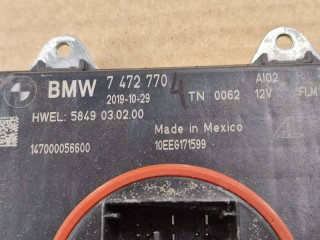 BMW 7 472 770 4
AI02
2019-10-29
TN 0062 12V FLM
HWEL: 5849 03.02.00
Made in Mexico
147000056600
10EEG171599